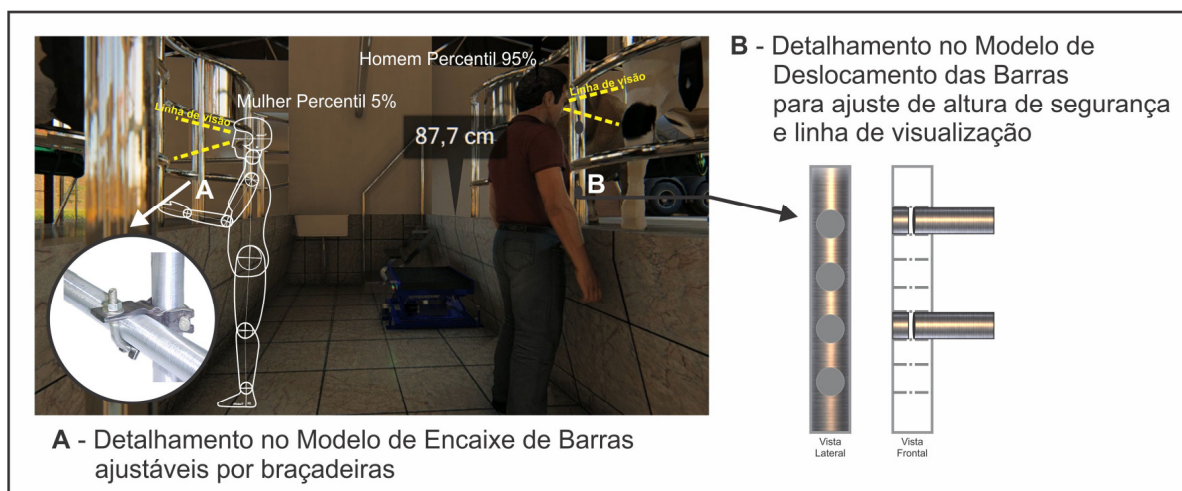 Homem Percentil 95%
Linha de visão
Linha de visão
Mulher Percentil 5%
87,7 cm
A
B
A - Detalhamento no Modelo de Encaixe de Barras
ajustáveis por braçadeiras
B - Detalhamento no Modelo de
Deslocamento das Barras
para ajuste de altura de segurança
e linha de visualização
Vista
Lateral
Vista
Frontal